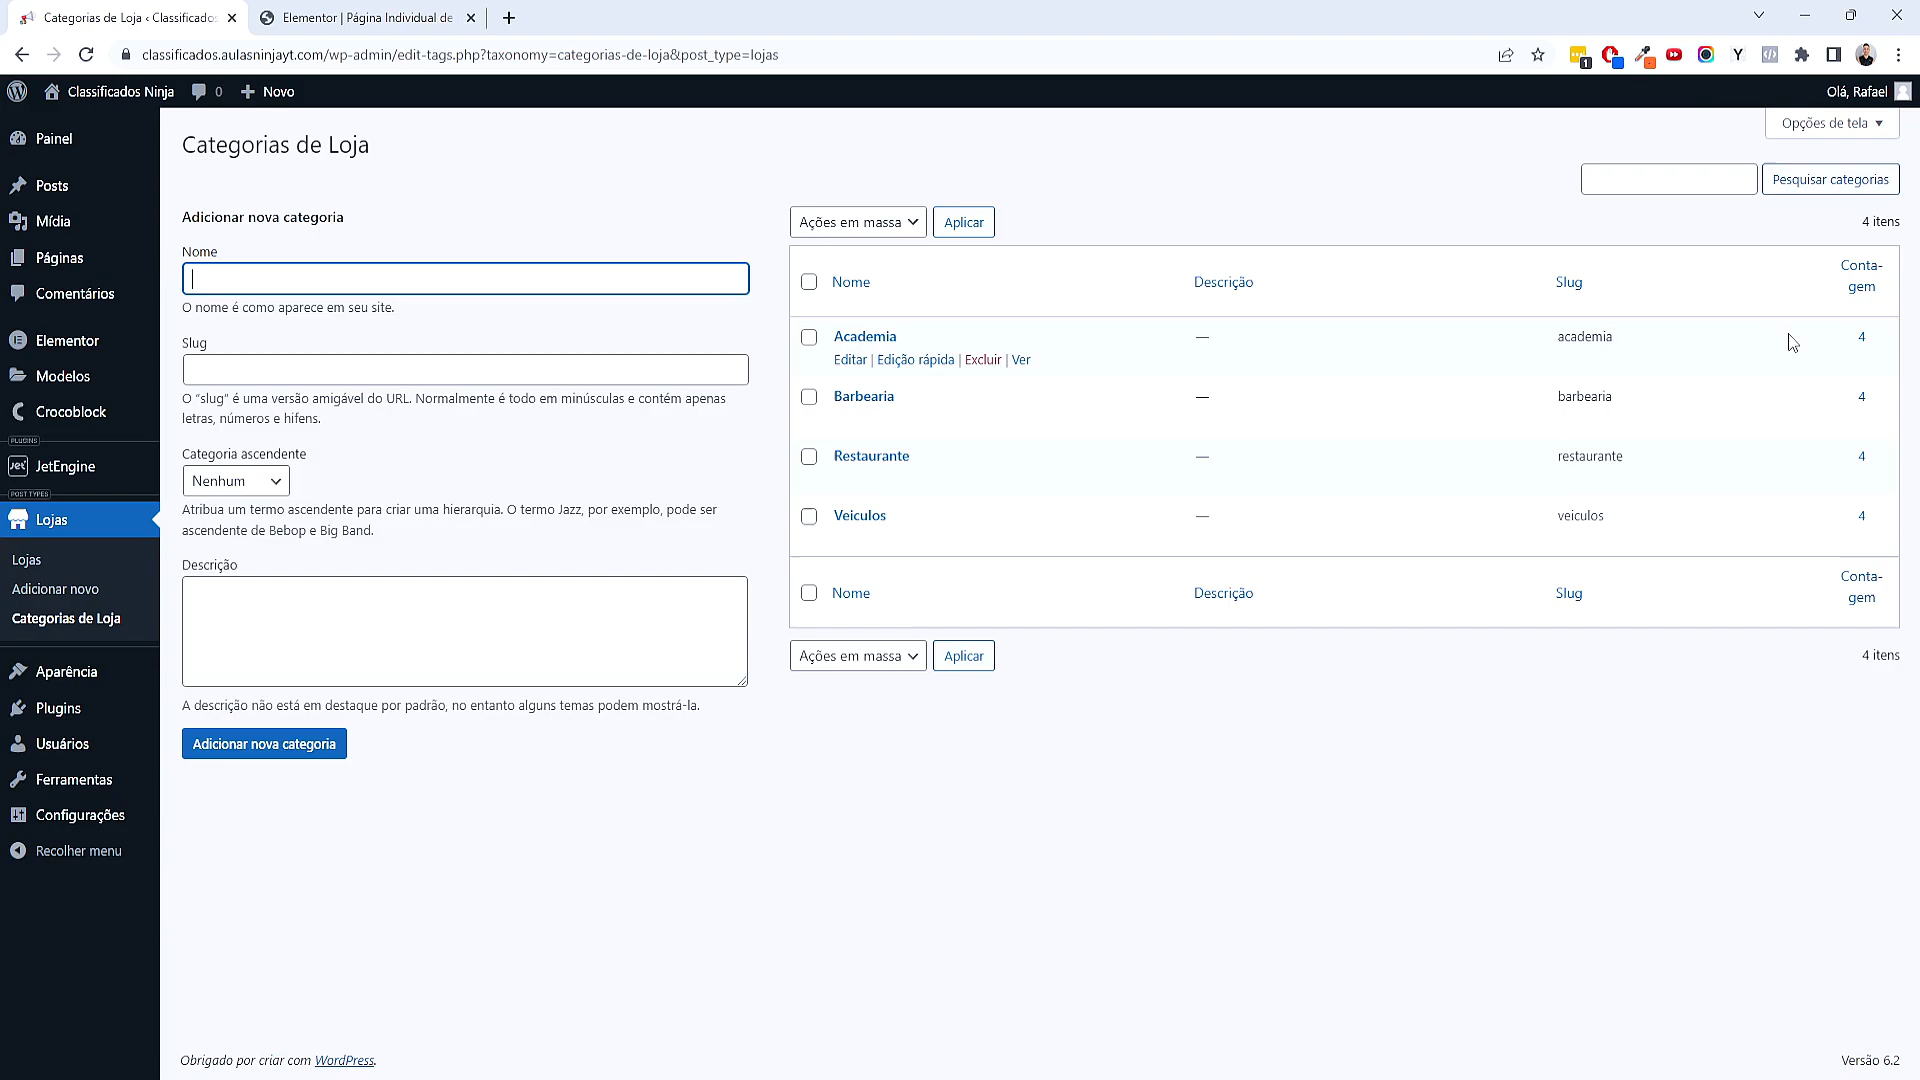 Categorias de Loja ‹ Classificados
Elementor | Página Individual de
classificados.aulasninjayt.com/wp-admin/edit-tags.php?taxonomy=categorias-de-loja&post_type=lojas
1
Y
Classificados Ninja
0
Novo
Olá, Rafael
Painel
Posts
Mídia
Páginas
Comentários
Elementor
Modelos
Crocoblock
PLUGINS
Jet
JetEngine
POST TYPES
Lojas
Lojas
Adicionar novo
Categorias de Loja
Aparência
Plugins
Usuários
Ferramentas
Configurações
Recolher menu
Opções de tela
Categorias de Loja
Pesquisar categorias
Adicionar nova categoria
Nome
O nome é como aparece em seu site.
Slug
O “slug” é uma versão amigável do URL. Normalmente é todo em minúsculas e contém apenas
letras, números e hifens.
Categoria ascendente
Nenhum
Atribua um termo ascendente para criar uma hierarquia. O termo Jazz, por exemplo, pode ser
ascendente de Bebop e Big Band.
Descrição
A descrição não está em destaque por padrão, no entanto alguns temas podem mostrá-la.
Adicionar nova categoria
Ações em massa
Aplicar
4 itens
Nome
Descrição
Slug
Conta-
gem
Academia
—
academia
4
Editar | Edição rápida | Excluir | Ver
Barbearia
—
barbearia
4
Restaurante
—
restaurante
4
Veiculos
—
veiculos
4
Nome
Descrição
Slug
Conta-
gem
Ações em massa
Aplicar
4 itens
Obrigado por criar com WordPress.
Versão 6.2